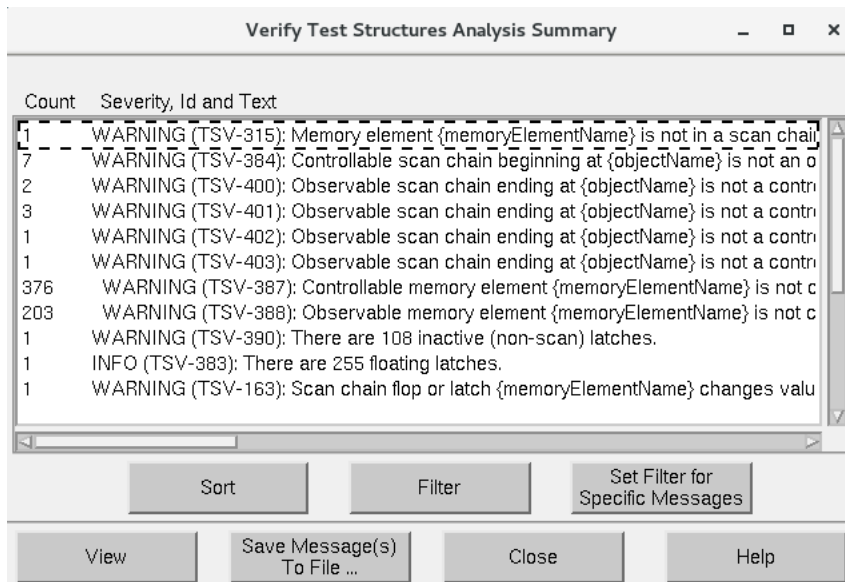 Verify Test Structures Analysis Summary
Count Severity, Id and Text
1 WARNING (TSV-315): Memory element {memoryElementName} is not in a scan chain
7 WARNING (TSV-384): Controllable scan chain beginning at {objectName} is not an o
2 WARNING (TSV-400): Observable scan chain ending at {objectName} is not a contr
3 WARNING (TSV-401): Observable scan chain ending at {objectName} is not a contr
1 WARNING (TSV-402): Observable scan chain ending at {objectName} is not a contr
1 WARNING (TSV-403): Observable scan chain ending at {objectName} is not a contr
376 WARNING (TSV-387): Controllable memory element {memoryElementName} is not c
203 WARNING (TSV-388): Observable memory element {memoryElementName} is not c
1 WARNING (TSV-390): There are 108 inactive (non-scan) latches.
1 INFO (TSV-383): There are 255 floating latches.
1 WARNING (TSV-163): Scan chain flop or latch {memoryElementName} changes valu
Sort Filter Set Filter for
Specific Messages
View Save Message(s)
To File ... Close Help